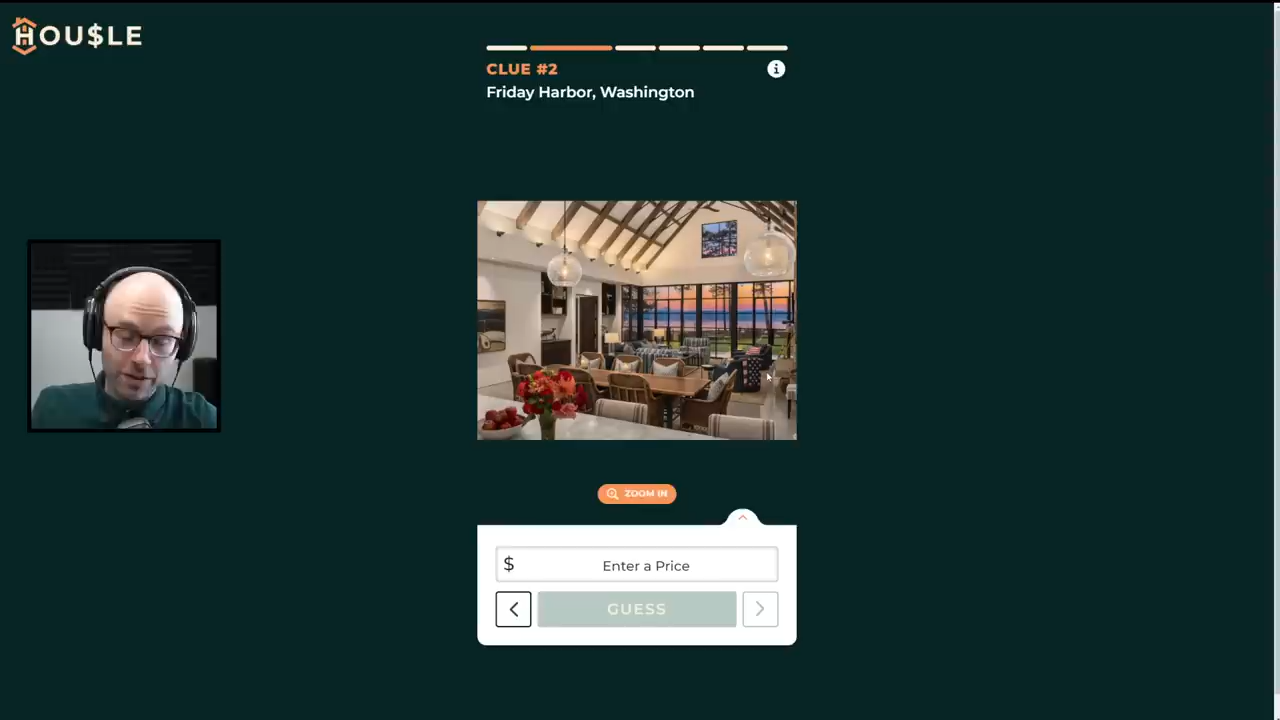 HOU$LE
CLUE #2
Friday Harbor, Washington
ZOOM IN
$ Enter a Price
GUESS